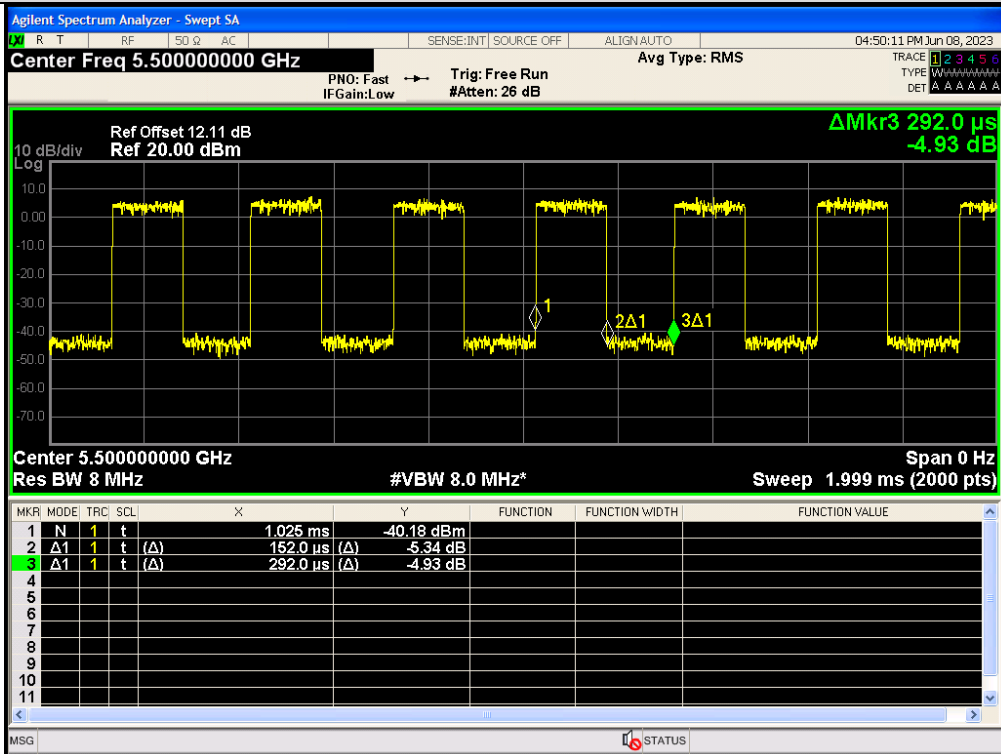 Agilent Spectrum Analyzer - Swept SA
LXI R T RF 50 Ω AC SENSE:INT SOURCE OFF ALIGN AUTO 04:50:11 PM Jun 08, 2023
Center Freq 5.500000000 GHz
PNO: Fast
IFGain:Low
Trig: Free Run
#Atten: 26 dB
Avg Type: RMS
TRACE 1 2 3 4 5 6
TYPE W
DET A A A A A A
ΔMkr3 292.0 µs
-4.93 dB
Ref Offset 12.11 dB
10 dB/div Ref 20.00 dBm
Log
10.0
0.00
-10.0
-20.0
-30.0
-40.0
-50.0
-60.0
-70.0
1
2Δ1
3Δ1
Center 5.500000000 GHz Span 0 Hz
Res BW 8 MHz #VBW 8.0 MHz* Sweep 1.999 ms (2000 pts)
MKR MODE TRC SCL X Y FUNCTION FUNCTION WIDTH FUNCTION VALUE
1 N 1 t 1.025 ms -40.18 dBm
2 Δ1 1 t (Δ) 152.0 µs (Δ) -5.34 dB
3 Δ1 1 t (Δ) 292.0 µs (Δ) -4.93 dB
4
5
6
7
8
9
10
11
MSG STATUS